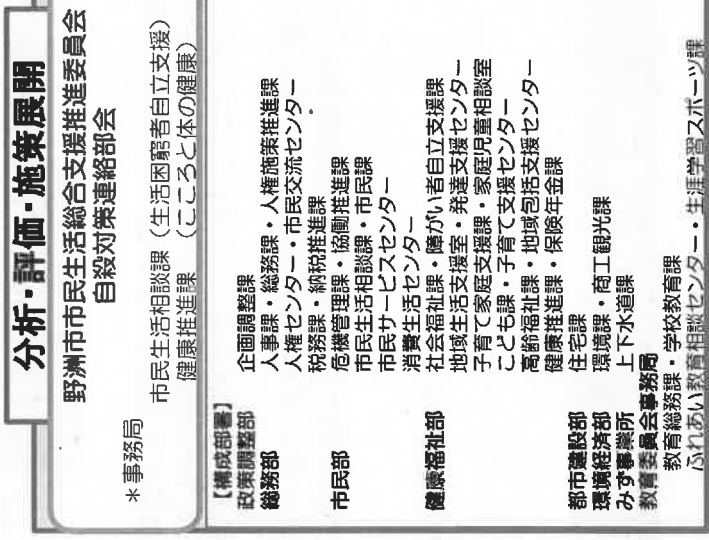 分析・評価・施策展開
野洲市市民生活総合支援推進委員会
自殺対策連絡部会
＊事務局
市民生活相談課（生活困窮者自立支援）
健康推進課（こころと体の健康）
【構成部署】
政策調整部 企画調整課
総務部 人事課・総務課・人権施策推進課
人権センター・市民交流センター
税務課・納税推進課
市民部 危機管理課・協働推進課
市民生活相談課・市民課
市民サービスセンター
消費生活センター
健康福祉部 社会福祉課・障がい者自立支援課
地域生活支援室・発達支援センター
子育て家庭支援課・家庭児童相談室
こども課・子育て支援センター
高齢福祉課・地域包括支援センター
健康推進課・保険年金課
都市建設部 住宅課
環境経済部 環境課・商工観光課
みず事業所 上下水道課
教育委員会事務局
教育総務課・学校教育課
ふれあい教育相談センター・生涯学習スポーツ課